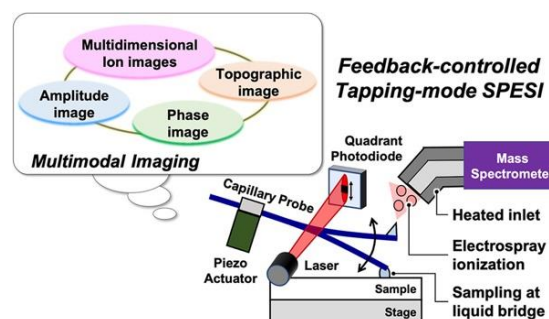 Multidimensional
Ion images
Topographic
image
Amplitude
image
Phase
image
Multimodal Imaging
Feedback-controlled
Tapping-mode SPESI
Quadrant
Photodiode
Mass
Spectrometer
Capillary Probe
Heated inlet
Electrospray
ionization
Piezo
Actuator
Laser
Sample
Stage
Sampling at
liquid bridge